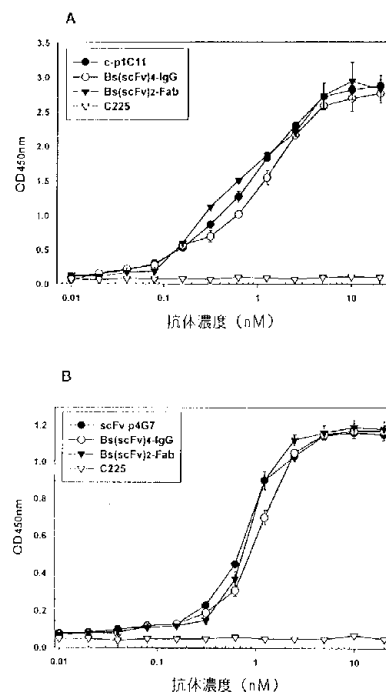 A
3.5
3.0
2.5
2.0
1.5
1.0
0.5
0.0
OD450nm
c-p1C11
Bs(scFv)4-IgG
Bs(scFv)2-Fab
C225
0.01
0.1
1
10
抗体濃度 (nM)
B
1.2
1.0
0.8
0.6
0.4
0.2
0.0
OD450nm
scFv p4G7
Bs(scFv)4-IgG
Bs(scFv)2-Fab
C225
0.01
0.1
1
10
抗体濃度 (nM)